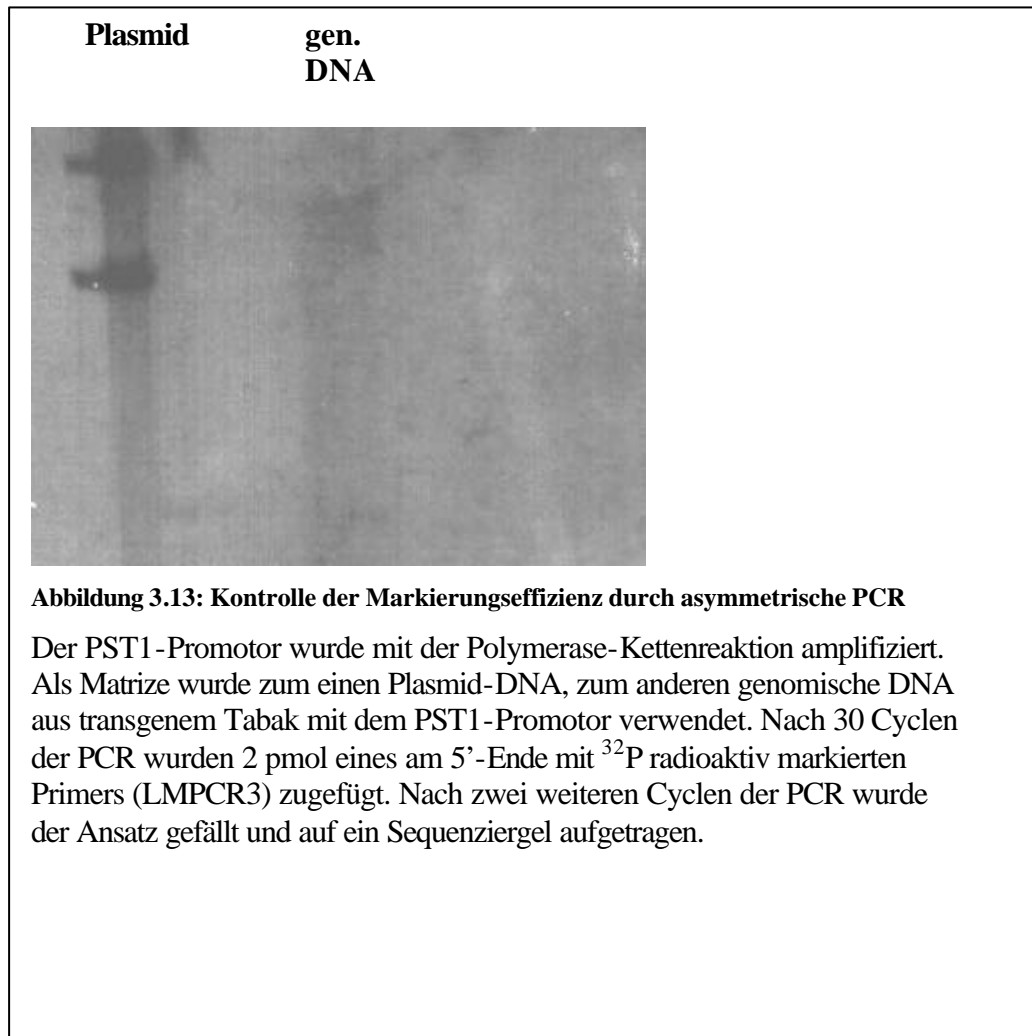 Plasmid gen.
DNA
Abbildung 3.13: Kontrolle der Markierungseffizienz durch asymmetrische PCR
Der PST1-Promotor wurde mit der Polymerase-Kettenreaktion amplifiziert.
Als Matrize wurde zum einen Plasmid-DNA, zum anderen genomische DNA
aus transgenem Tabak mit dem PST1-Promotor verwendet. Nach 30 Cyclen
der PCR wurden 2 pmol eines am 5’-Ende mit ³²P radioaktiv markierten
Primers (LMPCR3) zugefügt. Nach zwei weiteren Cyclen der PCR wurde
der Ansatz gefällt und auf ein Sequenziergel aufgetragen.